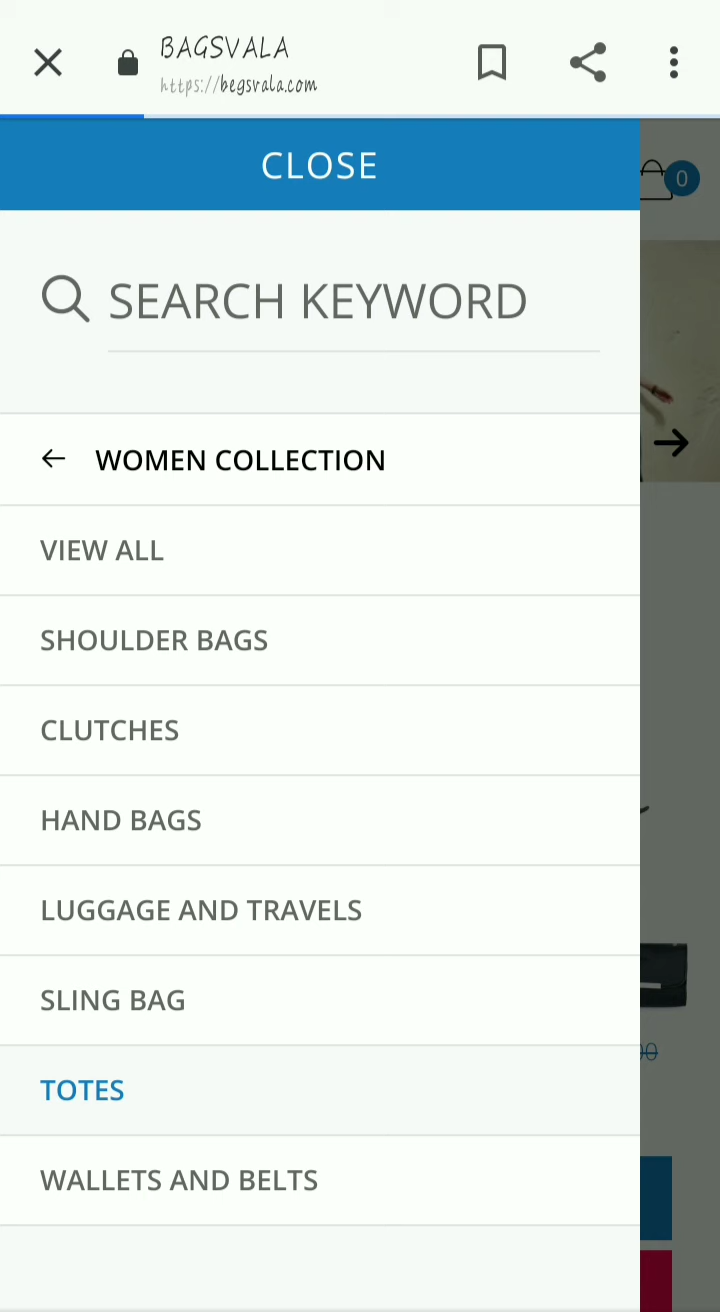 BAGSVALA
https://begsvala.com
CLOSE
0
SEARCH KEYWORD
WOMEN COLLECTION
VIEW ALL
SHOULDER BAGS
CLUTCHES
HAND BAGS
LUGGAGE AND TRAVELS
SLING BAG
TOTES
WALLETS AND BELTS